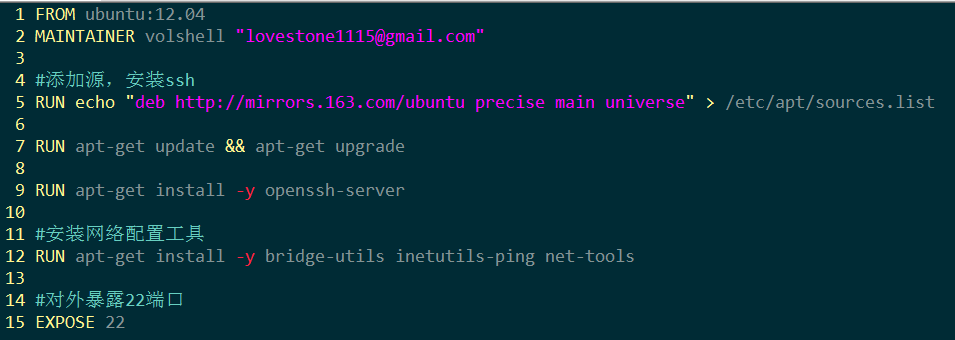 1 FROM ubuntu:12.04
2 MAINTAINER volshell "lovestone1115@gmail.com"
3
4 #添加源，安装ssh
5 RUN echo "deb http://mirrors.163.com/ubuntu precise main universe" > /etc/apt/sources.list
6
7 RUN apt-get update && apt-get upgrade
8
9 RUN apt-get install -y openssh-server
10
11 #安装网络配置工具
12 RUN apt-get install -y bridge-utils inetutils-ping net-tools
13
14 #对外暴露22端口
15 EXPOSE 22